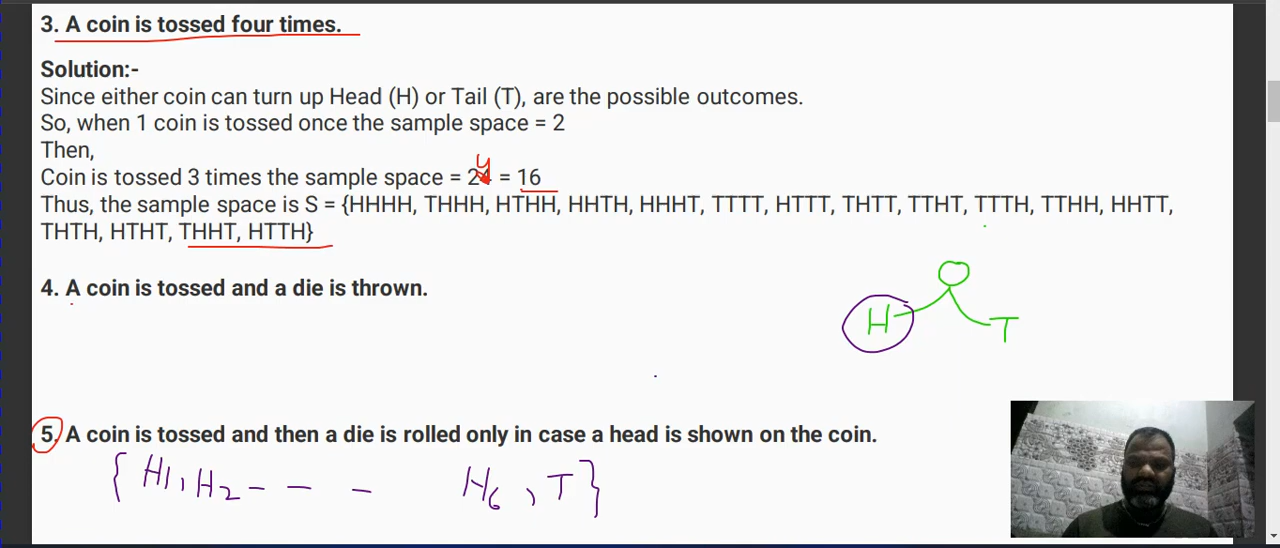 3. A coin is tossed four times.
Solution:-
Since either coin can turn up Head (H) or Tail (T), are the possible outcomes.
So, when 1 coin is tossed once the sample space = 2
Then,
4
Coin is tossed 3 times the sample space = 24 = 16
Thus, the sample space is S = {HHHH, THHH, HTHH, HHTH, HHHT, TTTT, HTTT, THTT, TTHT, TTTH, TTHH, HHTT,
THTH, HTHT, THHT, HTTH}
4. A coin is tossed and a die is thrown.
H T
5. A coin is tossed and then a die is rolled only in case a head is shown on the coin.
{H1, H2 - - - H6, T}